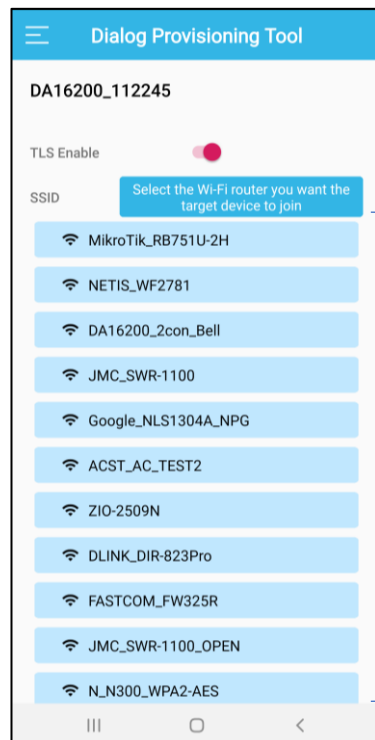 Dialog Provisioning Tool
DA16200_112245
TLS Enable
SSID
Select the Wi-Fi router you want the
target device to join
MikroTik_RB751U-2H
NETIS_WF2781
DA16200_2con_Bell
JMC_SWR-1100
Google_NLS1304A_NPG
ACST_AC_TEST2
ZIO-2509N
DLINK_DIR-823Pro
FASTCOM_FW325R
JMC_SWR-1100_OPEN
N_N300_WPA2-AES